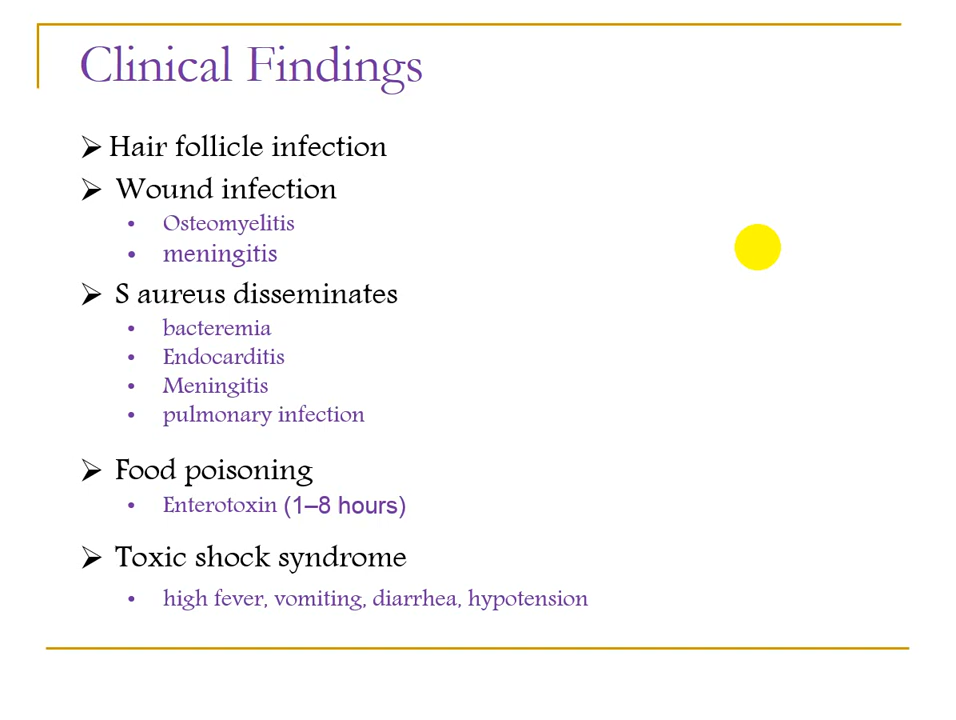 Clinical Findings
Hair follicle infection
Wound infection
Osteomyelitis
meningitis
S aureus disseminates
bacteremia
Endocarditis
Meningitis
pulmonary infection
Food poisoning
Enterotoxin (1–8 hours)
Toxic shock syndrome
high fever, vomiting, diarrhea, hypotension